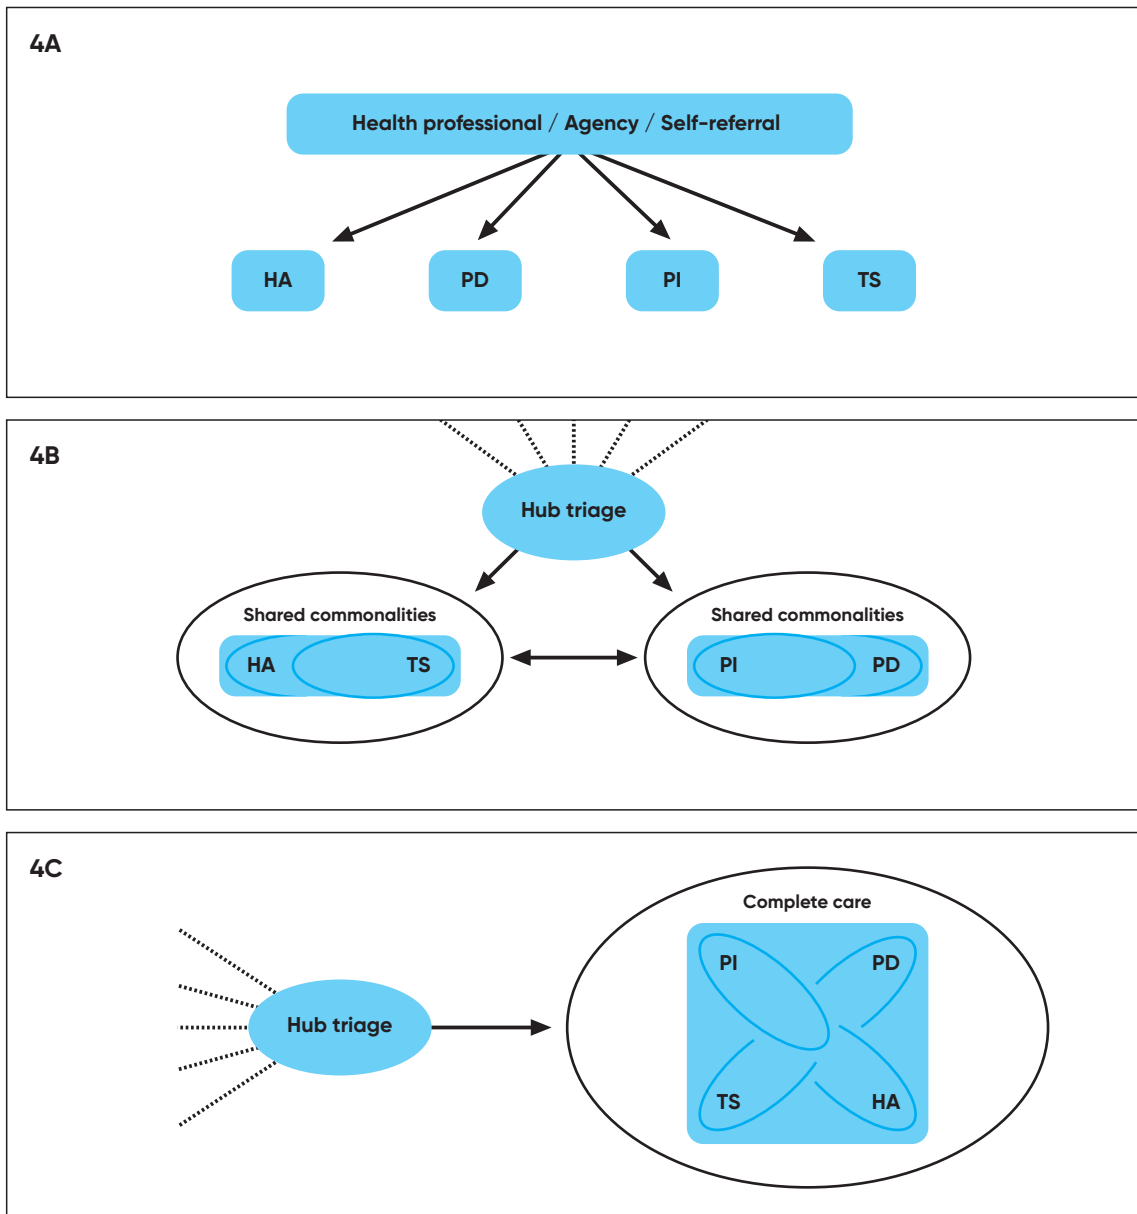 4A
Health professional / Agency / Self-referral
HA
PD
PI
TS
4B
Hub triage
Shared commonalities
HA
TS
Shared commonalities
PI
PD
4C
Complete care
PI
PD
Hub triage
TS
HA